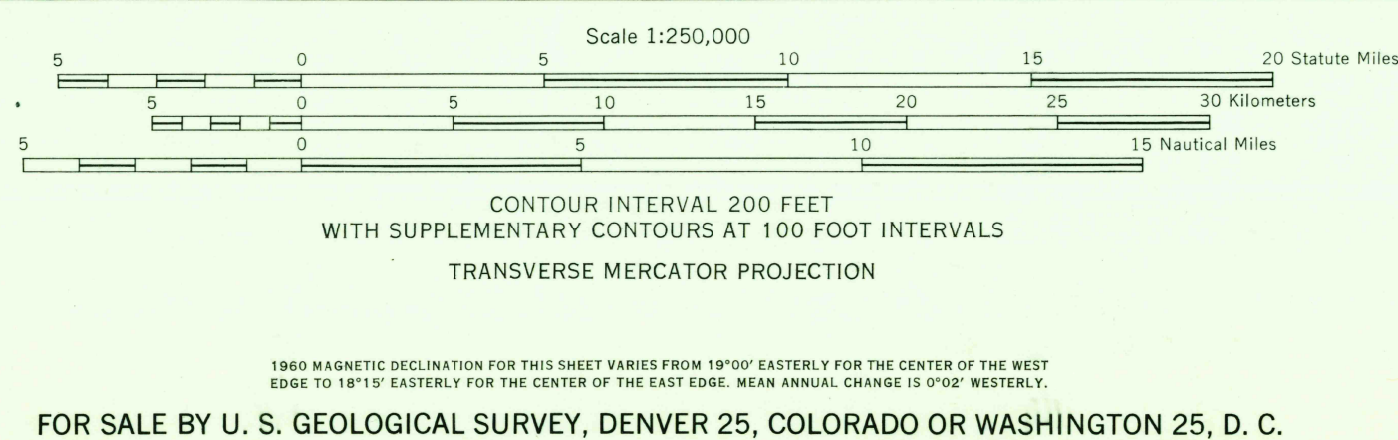 Scale 1:250,000
5 0 5 10 15 20 Statute Miles
5 0 5 10 15 20 25 30 Kilometers
5 0 5 10 15 Nautical Miles
CONTOUR INTERVAL 200 FEET
WITH SUPPLEMENTARY CONTOURS AT 100 FOOT INTERVALS
TRANSVERSE MERCATOR PROJECTION
1960 MAGNETIC DECLINATION FOR THIS SHEET VARIES FROM 19°00′ EASTERLY FOR THE CENTER OF THE WEST
EDGE TO 18°15′ EASTERLY FOR THE CENTER OF THE EAST EDGE. MEAN ANNUAL CHANGE IS 0°02′ WESTERLY.
FOR SALE BY U. S. GEOLOGICAL SURVEY, DENVER 25, COLORADO OR WASHINGTON 25, D. C.